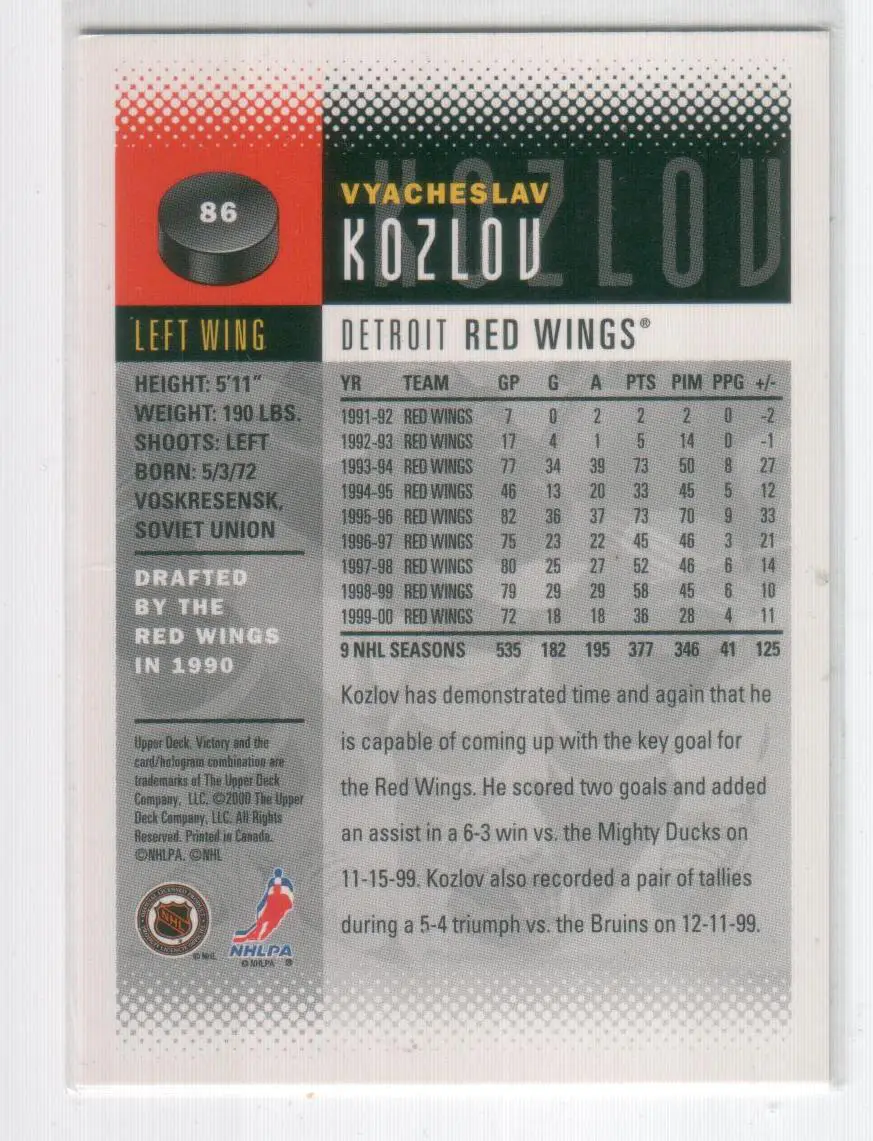 86
VYACHESLAV
KOZLOV
KOZLOV
LEFT WING
DETROIT RED WINGS®
HEIGHT: 5'11"
WEIGHT: 190 LBS.
SHOOTS: LEFT
BORN: 5/3/72
VOSKRESENSK,
SOVIET UNION
DRAFTED
BY THE
RED WINGS
IN 1990
YR TEAM GP G A PTS PIM PPG +/-
1991-92 RED WINGS 7 0 2 2 2 0 -2
1992-93 RED WINGS 17 4 1 5 14 0 -1
1993-94 RED WINGS 77 34 39 73 50 8 27
1994-95 RED WINGS 46 13 20 33 45 5 12
1995-96 RED WINGS 82 36 37 73 70 9 33
1996-97 RED WINGS 75 23 22 45 46 3 21
1997-98 RED WINGS 80 25 27 52 46 6 14
1998-99 RED WINGS 79 29 29 58 45 6 10
1999-00 RED WINGS 72 18 18 36 28 4 11
9 NHL SEASONS 535 182 195 377 346 41 125
Kozlov has demonstrated time and again that he
is capable of coming up with the key goal for
the Red Wings. He scored two goals and added
an assist in a 6-3 win vs. the Mighty Ducks on
11-15-99. Kozlov also recorded a pair of tallies
during a 5-4 triumph vs. the Bruins on 12-11-99.
Upper Deck, Victory and the
card/hologram combination are
trademarks of The Upper Deck
Company, LLC. ©2000 The Upper
Deck Company, LLC. All Rights
Reserved. Printed in Canada.
©NHLPA. ©NHL
NHL
© NHL
NHLPA
© NHLPA ®